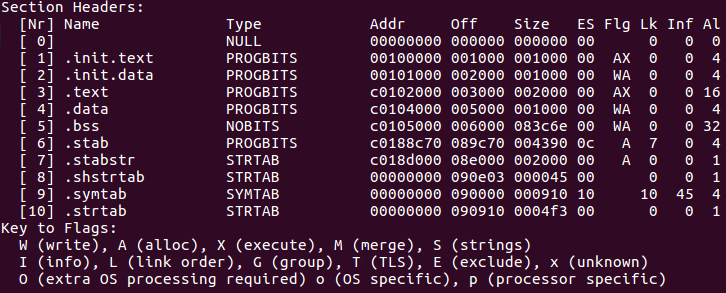 Section Headers:
  [Nr] Name              Type            Addr     Off    Size   ES Flg Lk Inf Al
  [ 0]                   NULL            00000000 000000 000000 00      0   0  0
  [ 1] .init.text        PROGBITS        00100000 001000 001000 00  AX  0   0  4
  [ 2] .init.data        PROGBITS        00101000 002000 001000 00  WA  0   0  4
  [ 3] .text             PROGBITS        c0102000 003000 002000 00  AX  0   0 16
  [ 4] .data             PROGBITS        c0104000 005000 001000 00  WA  0   0  4
  [ 5] .bss              NOBITS          c0105000 006000 083c6e 00  WA  0   0 32
  [ 6] .stab             PROGBITS        c0188c70 089c70 004390 0c   A  7   0  4
  [ 7] .stabstr          STRTAB          c018d000 08e000 002000 00   A  0   0  1
  [ 8] .shstrtab         STRTAB          00000000 090e03 000045 00      0   0  1
  [ 9] .symtab           SYMTAB          00000000 090000 000910 10     10  45  4
  [10] .strtab           STRTAB          00000000 090910 0004f3 00      0   0  1
Key to Flags:
  W (write), A (alloc), X (execute), M (merge), S (strings)
  I (info), L (link order), G (group), T (TLS), E (exclude), x (unknown)
  O (extra OS processing required) o (OS specific), p (processor specific)